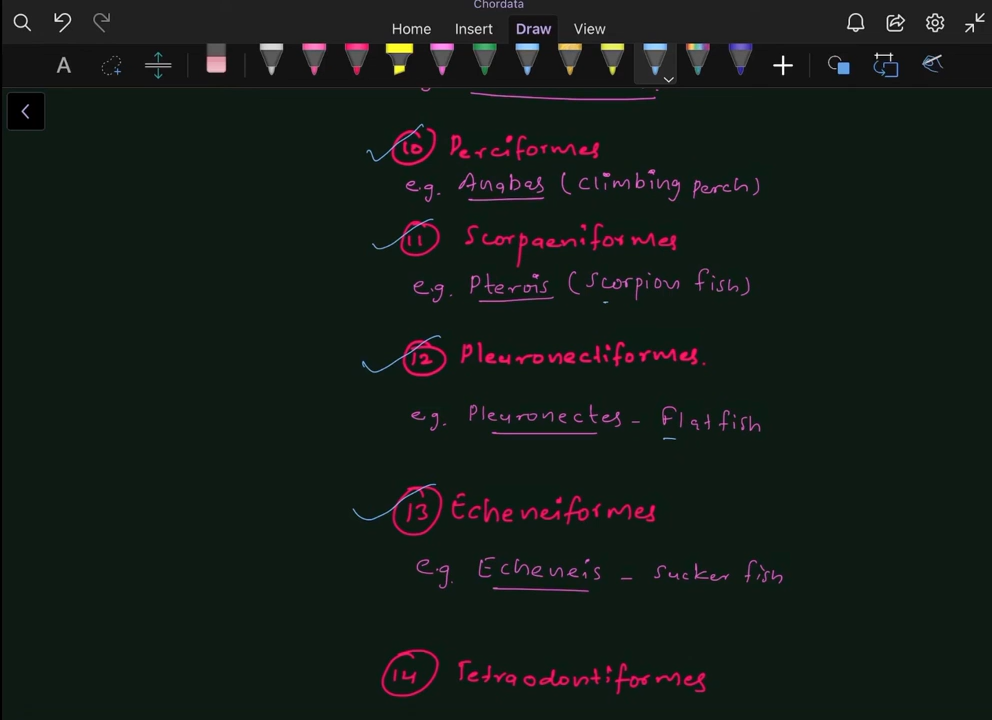 Chordata
Home Insert Draw View
A
10 Perciformes
e.g. Anabas (climbing perch)
11 Scorpaeniformes
e.g. Pterois (Scorpion fish)
12 Pleuronectiformes.
e.g. Pleuronectes - Flatfish
13 Echeneiformes
e.g. Echeneis - sucker fish
14 Tetraodontiformes